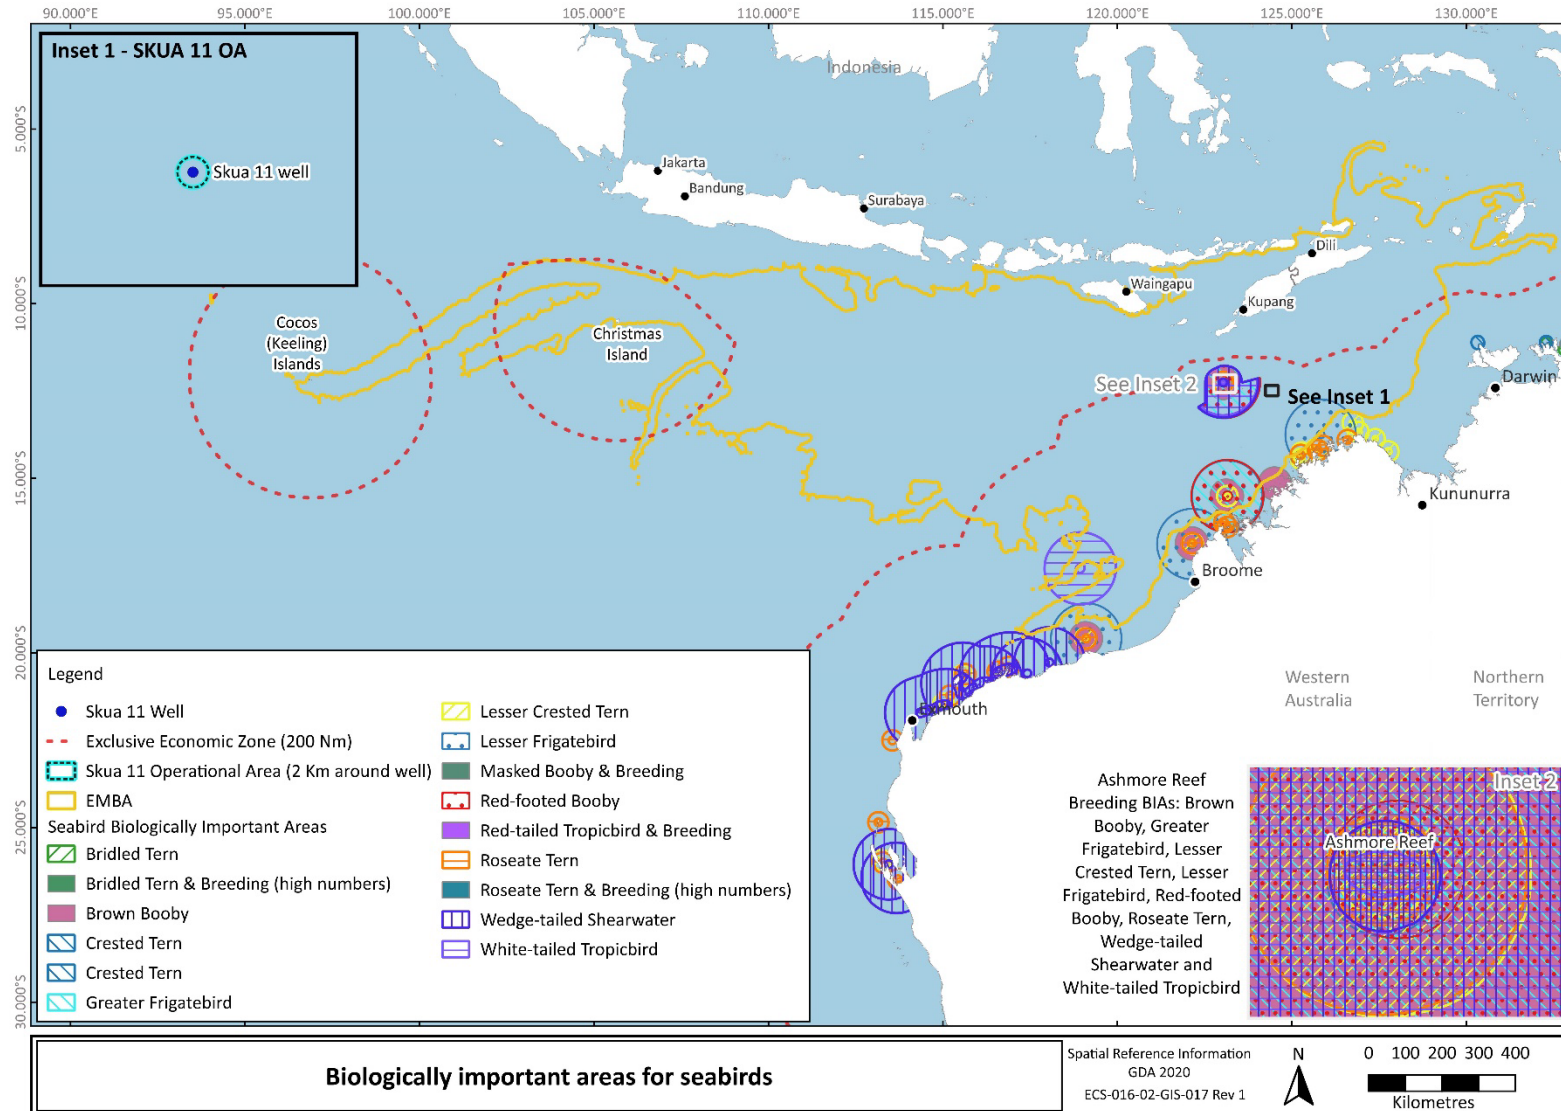 90.000°E
95.000°E
100.000°E
105.000°E
110.000°E
115.000°E
120.000°E
125.000°E
130.000°E
5.000°S
10.000°S
15.000°S
20.000°S
25.000°S
30.000°S
Inset 1 - SKUA 11 OA
Skua 11 well
Indonesia
Jakarta
Bandung
Surabaya
Dili
Waingapu
Kupang
Cocos
(Keeling)
Islands
Christmas
Island
See Inset 2
See Inset 1
Darwin
Kununurra
Broome
Exmouth
Western
Australia
Northern
Territory
Legend
Skua 11 Well
Exclusive Economic Zone (200 Nm)
Skua 11 Operational Area (2 Km around well)
EMBA
Seabird Biologically Important Areas
Bridled Tern
Bridled Tern & Breeding (high numbers)
Brown Booby
Crested Tern
Crested Tern
Greater Frigatebird
Lesser Crested Tern
Lesser Frigatebird
Masked Booby & Breeding
Red-footed Booby
Red-tailed Tropicbird & Breeding
Roseate Tern
Roseate Tern & Breeding (high numbers)
Wedge-tailed Shearwater
White-tailed Tropicbird
Ashmore Reef
Breeding BIAs: Brown
Booby, Greater
Frigatebird, Lesser
Crested Tern, Lesser
Frigatebird, Red-footed
Booby, Roseate Tern,
Wedge-tailed
Shearwater and
White-tailed Tropicbird
Inset 2
Ashmore Reef
Biologically important areas for seabirds
Spatial Reference Information
GDA 2020
ECS-016-02-GIS-017 Rev 1
N
0 100 200 300 400
Kilometres